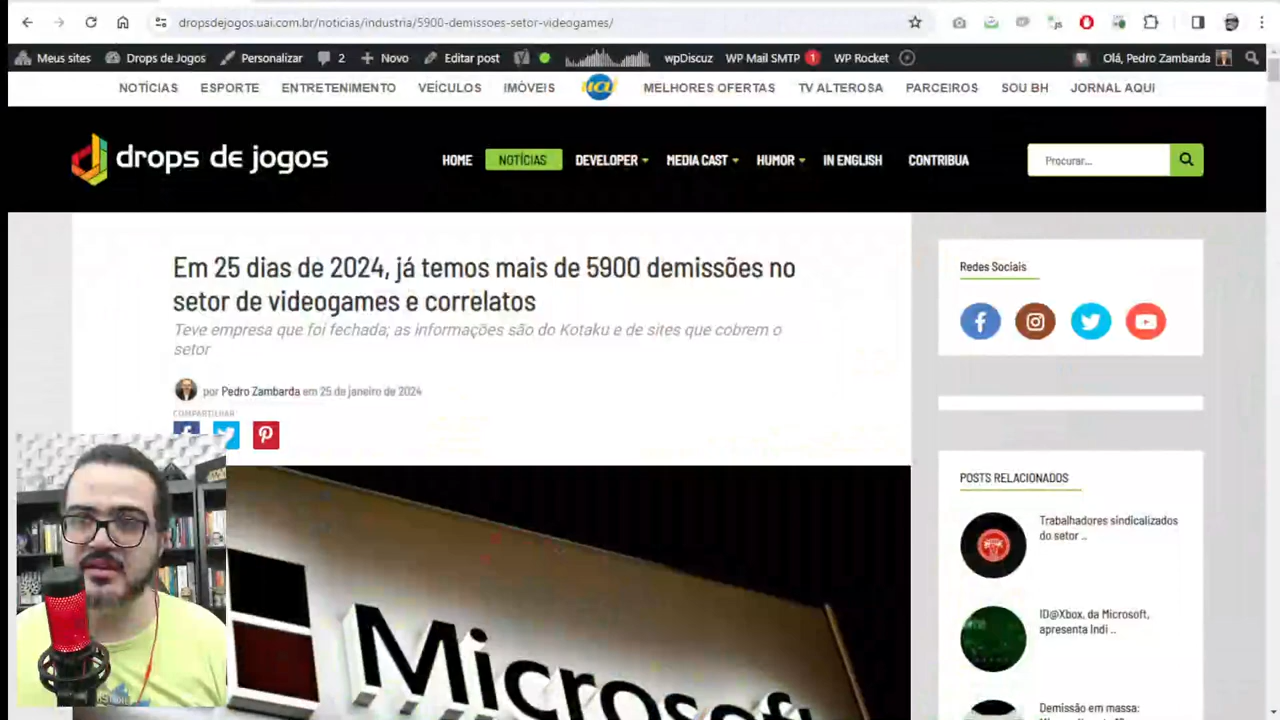 dropsdejogos.uai.com.br/noticias/industria/5900-demissoes-setor-videogames/
Meus sites Drops de Jogos Personalizar 2 Novo Editar post wpDiscuz WP Mail SMTP 1 WP Rocket Olá, Pedro Zambarda
NOTÍCIAS ESPORTE ENTRETENIMENTO VEÍCULOS IMÓVEIS uai MELHORES OFERTAS TV ALTEROSA PARCEIROS SOU BH JORNAL AQUI
drops de jogos HOME NOTÍCIAS DEVELOPER MEDIA CAST HUMOR IN ENGLISH CONTRIBUA Procurar...
Em 25 dias de 2024, já temos mais de 5900 demissões no
setor de videogames e correlatos
Teve empresa que foi fechada; as informações são do Kotaku e de sites que cobrem o
setor
por Pedro Zambarda em 25 de janeiro de 2024
COMPARTILHAR
Microsoft
Redes Sociais
POSTS RELACIONADOS
Trabalhadores sindicalizados
do setor ..
ID@Xbox, da Microsoft,
apresenta Indi ..
Demissão em massa: